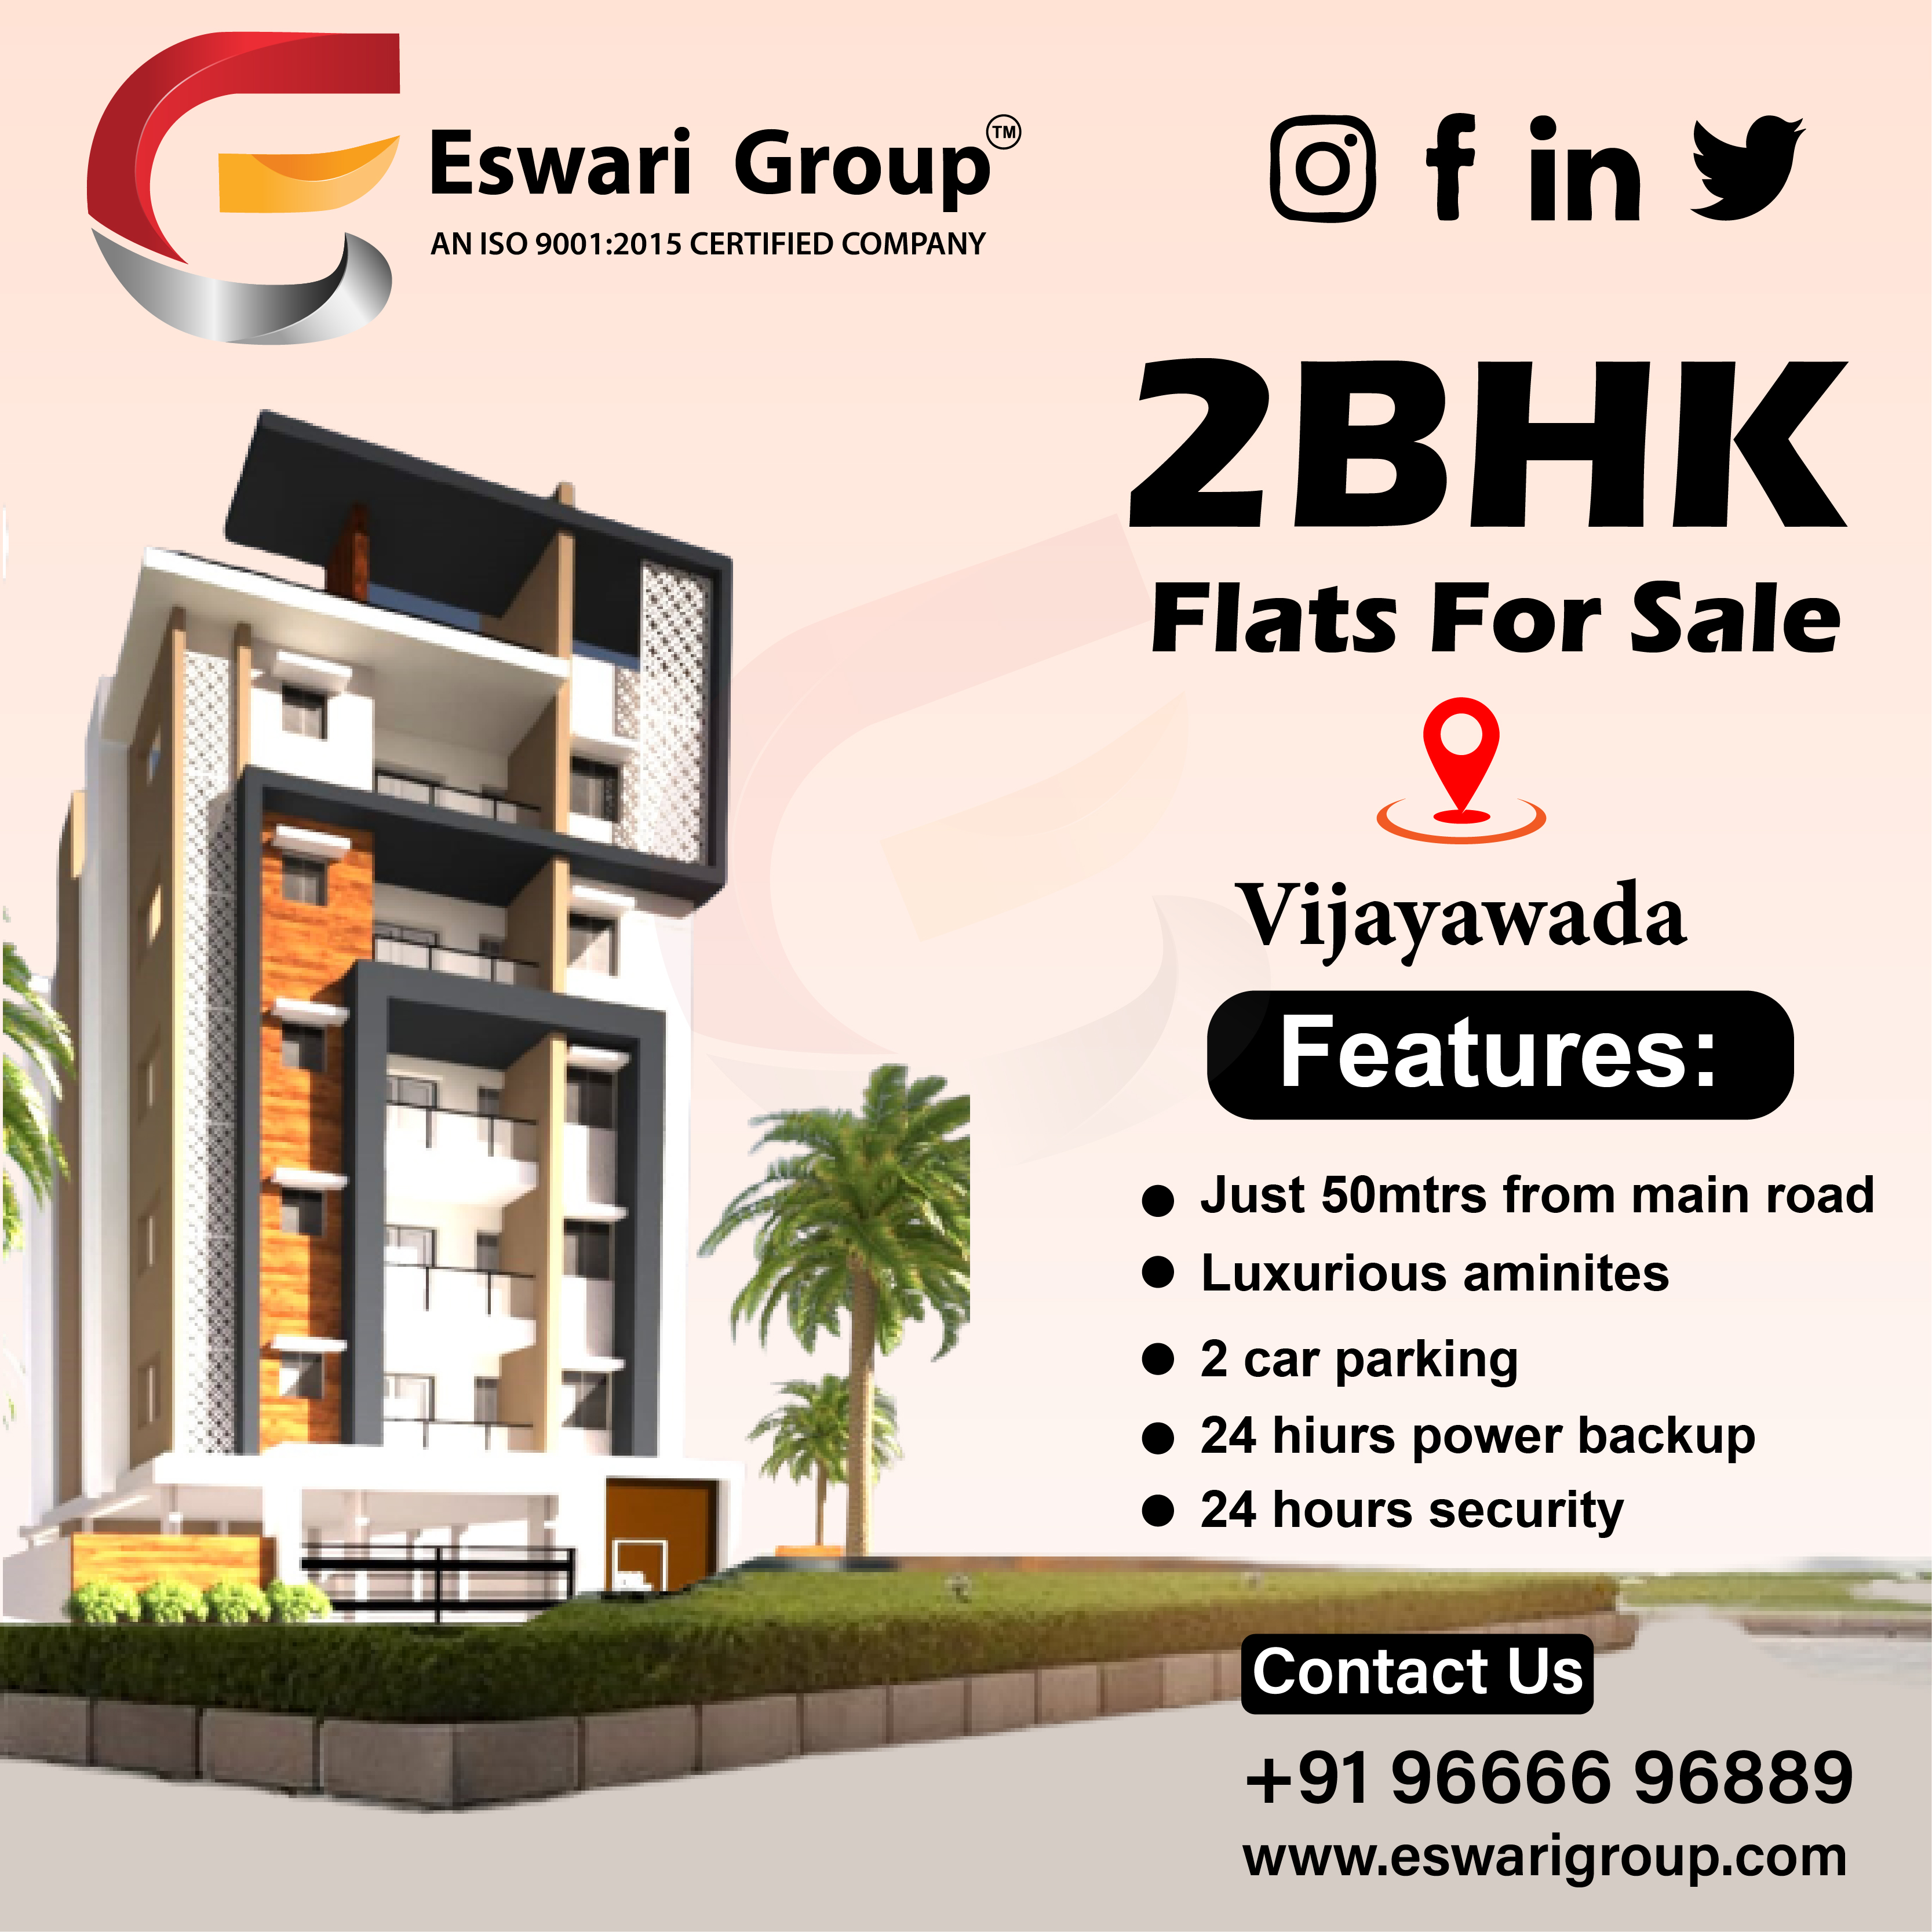 Eswari Group TM
AN ISO 9001:2015 CERTIFIED COMPANY
2BHK
Flats For Sale
Vijayawada
Features:
● Just 50mtrs from main road
● Luxurious aminites
● 2 car parking
● 24 hiurs power backup
● 24 hours security
Contact Us
+91 96666 96889
www.eswarigroup.com